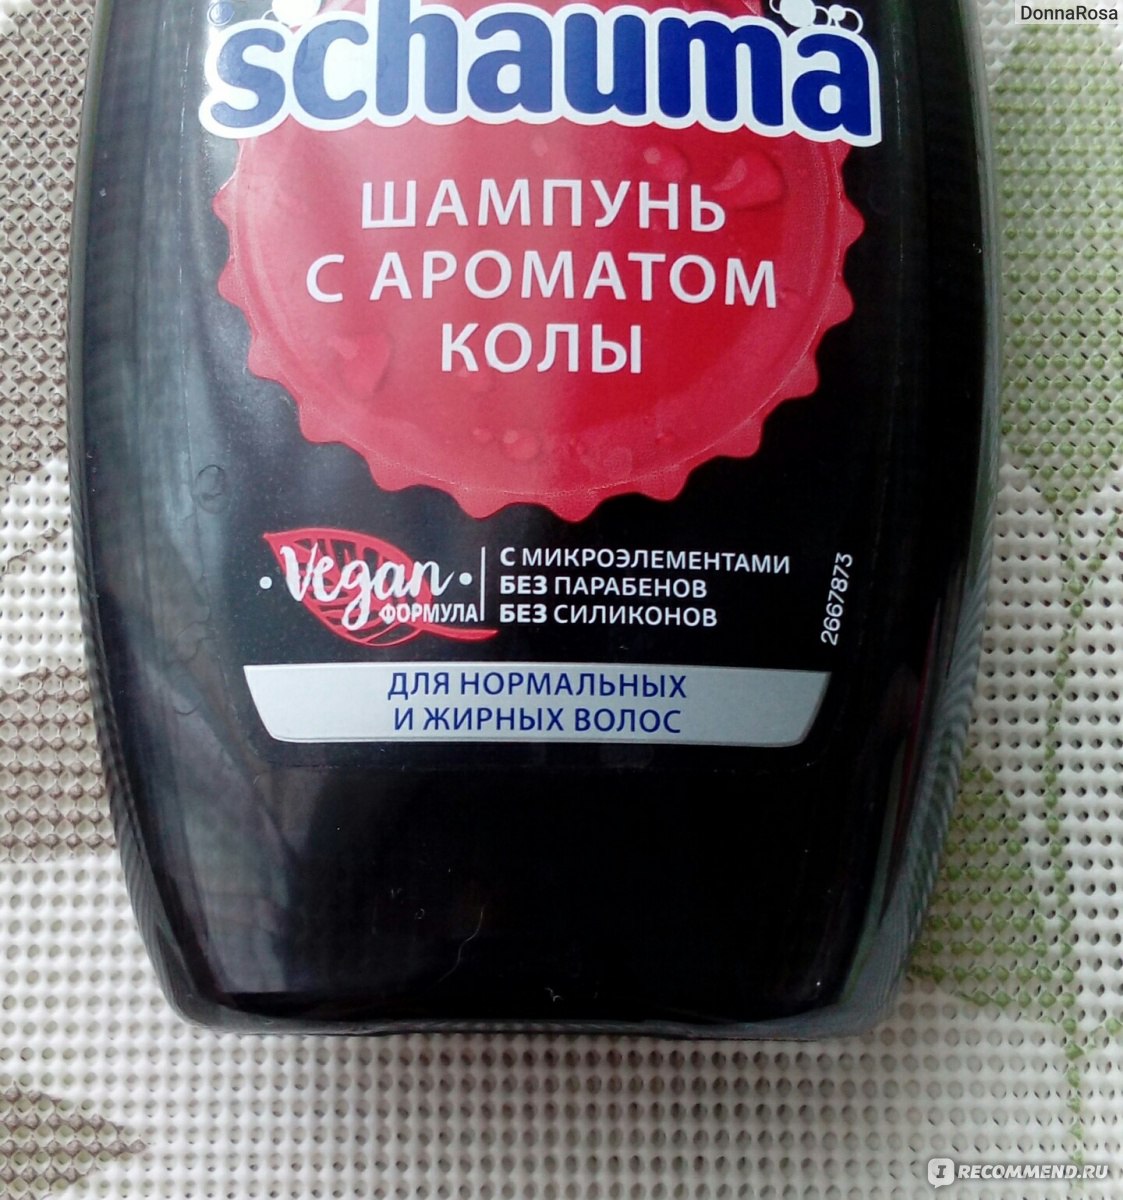 DonnaRosa
schauma
ШАМПУНЬ
С АРОМАТОМ
КОЛЫ
Vegan
ФОРМУЛА
С МИКРОЭЛЕМЕНТАМИ
БЕЗ ПАРАБЕНОВ
БЕЗ СИЛИКОНОВ
2667873
ДЛЯ НОРМАЛЬНЫХ
И ЖИРНЫХ ВОЛОС
I RECOMMEND.RU